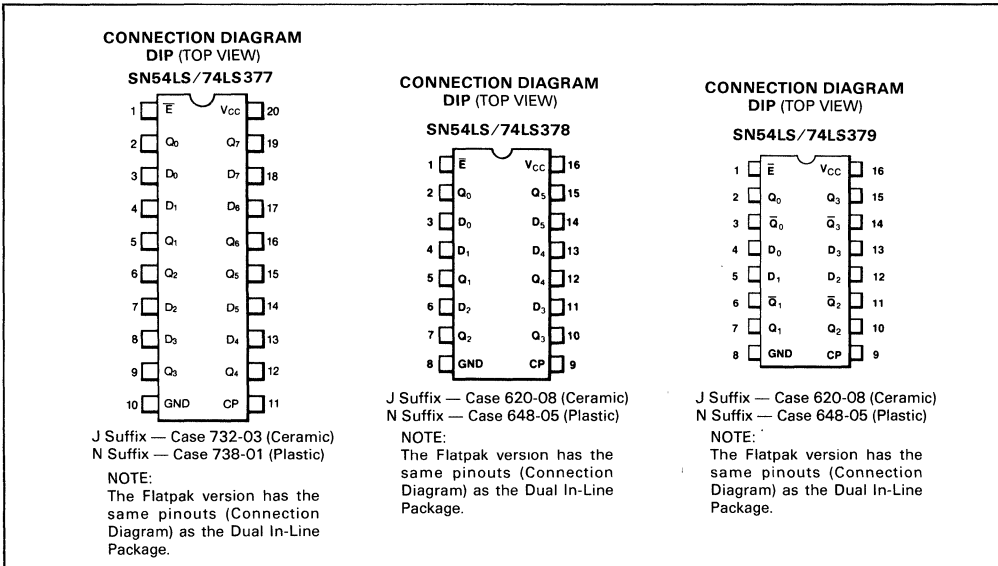 CONNECTION DIAGRAM
DIP (TOP VIEW)
SN54LS/74LS377
1 E̅ VCC 20
2 Q0 Q7 19
3 D0 D7 18
4 D1 D6 17
5 Q1 Q6 16
6 Q2 Q5 15
7 D2 D5 14
8 D3 D4 13
9 Q3 Q4 12
10 GND CP 11
J Suffix — Case 732-03 (Ceramic)
N Suffix — Case 738-01 (Plastic)
NOTE:
The Flatpak version has the
same pinouts (Connection
Diagram) as the Dual In-Line
Package.
CONNECTION DIAGRAM
DIP (TOP VIEW)
SN54LS/74LS378
1 E̅ VCC 16
2 Q0 Q5 15
3 D0 D5 14
4 D1 D4 13
5 Q1 Q4 12
6 D2 D3 11
7 Q2 Q3 10
8 GND CP 9
J Suffix — Case 620-08 (Ceramic)
N Suffix — Case 648-05 (Plastic)
NOTE:
The Flatpak version has the
same pinouts (Connection
Diagram) as the Dual In-Line
Package.
CONNECTION DIAGRAM
DIP (TOP VIEW)
SN54LS/74LS379
1 E̅ VCC 16
2 Q0 Q3 15
3 Q̅0 Q̅3 14
4 D0 D3 13
5 D1 D2 12
6 Q̅1 Q̅2 11
7 Q1 Q2 10
8 GND CP 9
J Suffix — Case 620-08 (Ceramic)
N Suffix — Case 648-05 (Plastic)
NOTE:
The Flatpak version has the
same pinouts (Connection
Diagram) as the Dual In-Line
Package.